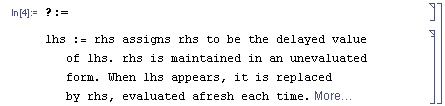 In[4]:= ? :=
lhs := rhs assigns rhs to be the delayed value
of lhs. rhs is maintained in an unevaluated
form. When lhs appears, it is replaced
by rhs, evaluated afresh each time. More…